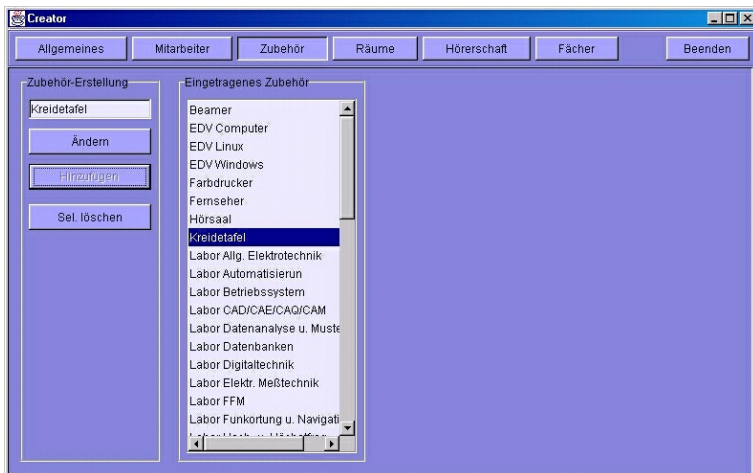 Creator
Allgemeines Mitarbeiter Zubehör Räume Hörerschaft Fächer Beenden
Zubehör-Erstellung
Kreidetafel
Ändern
Hinzufügen
Sel. löschen
Eingetragenes Zubehör
Beamer
EDV Computer
EDV Linux
EDV Windows
Farbdrucker
Fernseher
Hörsaal
Kreidetafel
Labor Allg. Elektrotechnik
Labor Automatisierun
Labor Betriebssystem
Labor CAD/CAE/CAQ/CAM
Labor Datenanalyse u. Muste
Labor Datenbanken
Labor Digitaltechnik
Labor Elektr. Meßtechnik
Labor FFM
Labor Funkortung u. Navigati